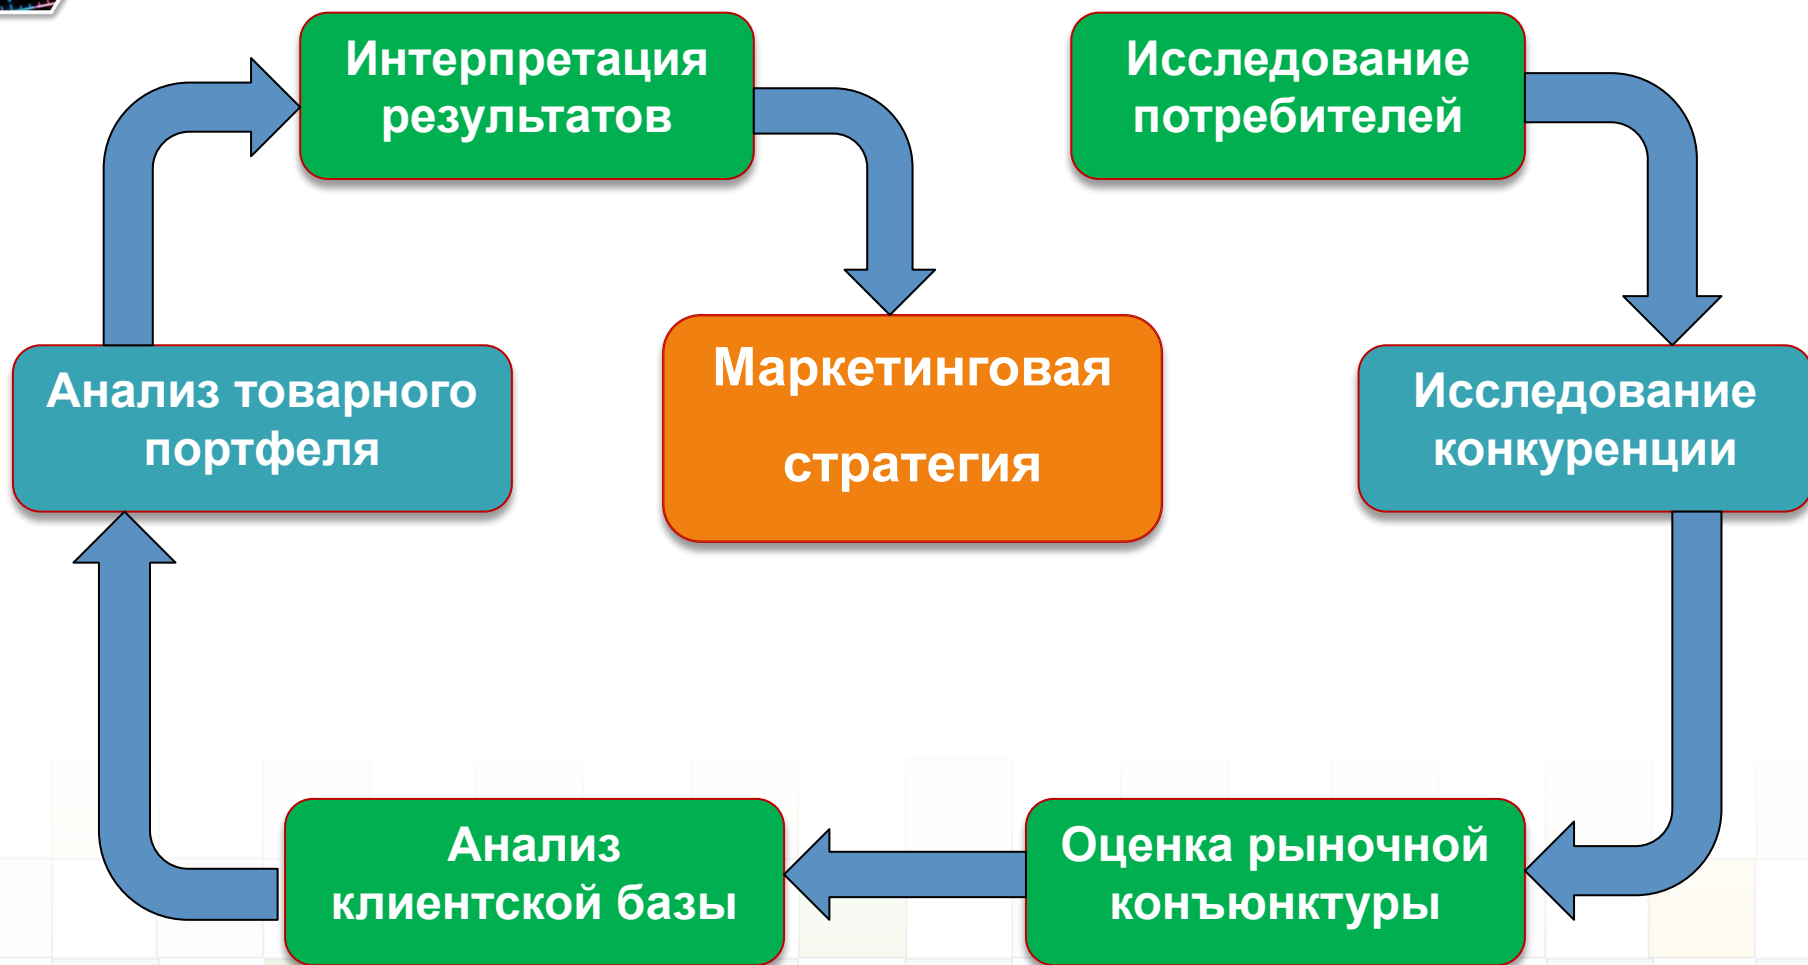 Интерпретация
результатов
Исследование
потребителей
Маркетинговая
стратегия
Анализ товарного
портфеля
Исследование
конкуренции
Анализ
клиентской базы
Оценка рыночной
конъюнктуры